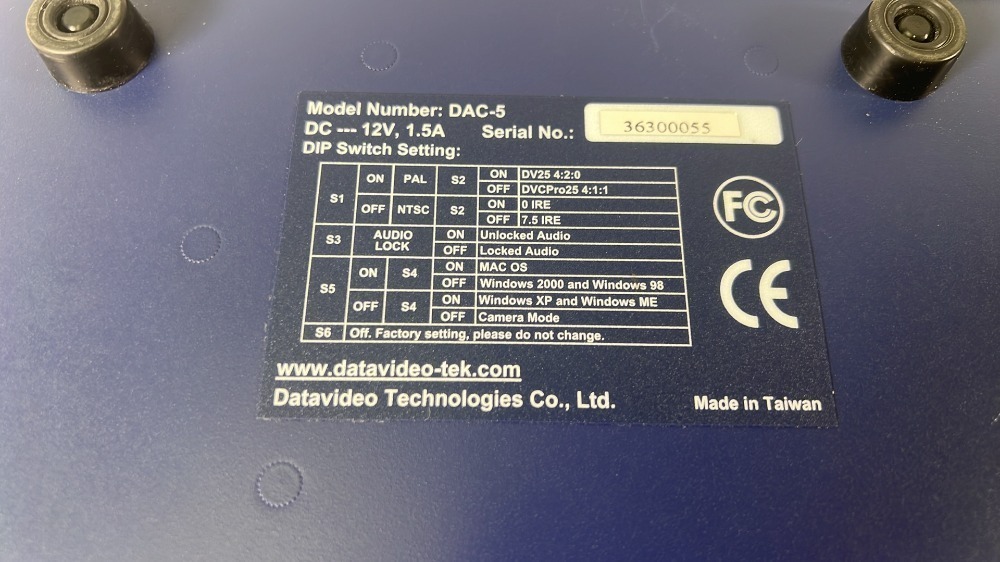 Model Number: DAC-5
DC --- 12V, 1.5A Serial No.: 36300055
DIP Switch Setting:
S1 ON PAL S2 ON DV25 4:2:0
OFF DVCPro25 4:1:1
OFF NTSC S2 ON 0 IRE
OFF 7.5 IRE
S3 AUDIO LOCK ON Unlocked Audio
OFF Locked Audio
S5 ON S4 ON MAC OS
OFF Windows 2000 and Windows 98
OFF S4 ON Windows XP and Windows ME
OFF Camera Mode
S6 Off. Factory setting, please do not change.
FC
CE
www.datavideo-tek.com
Datavideo Technologies Co., Ltd.
Made in Taiwan